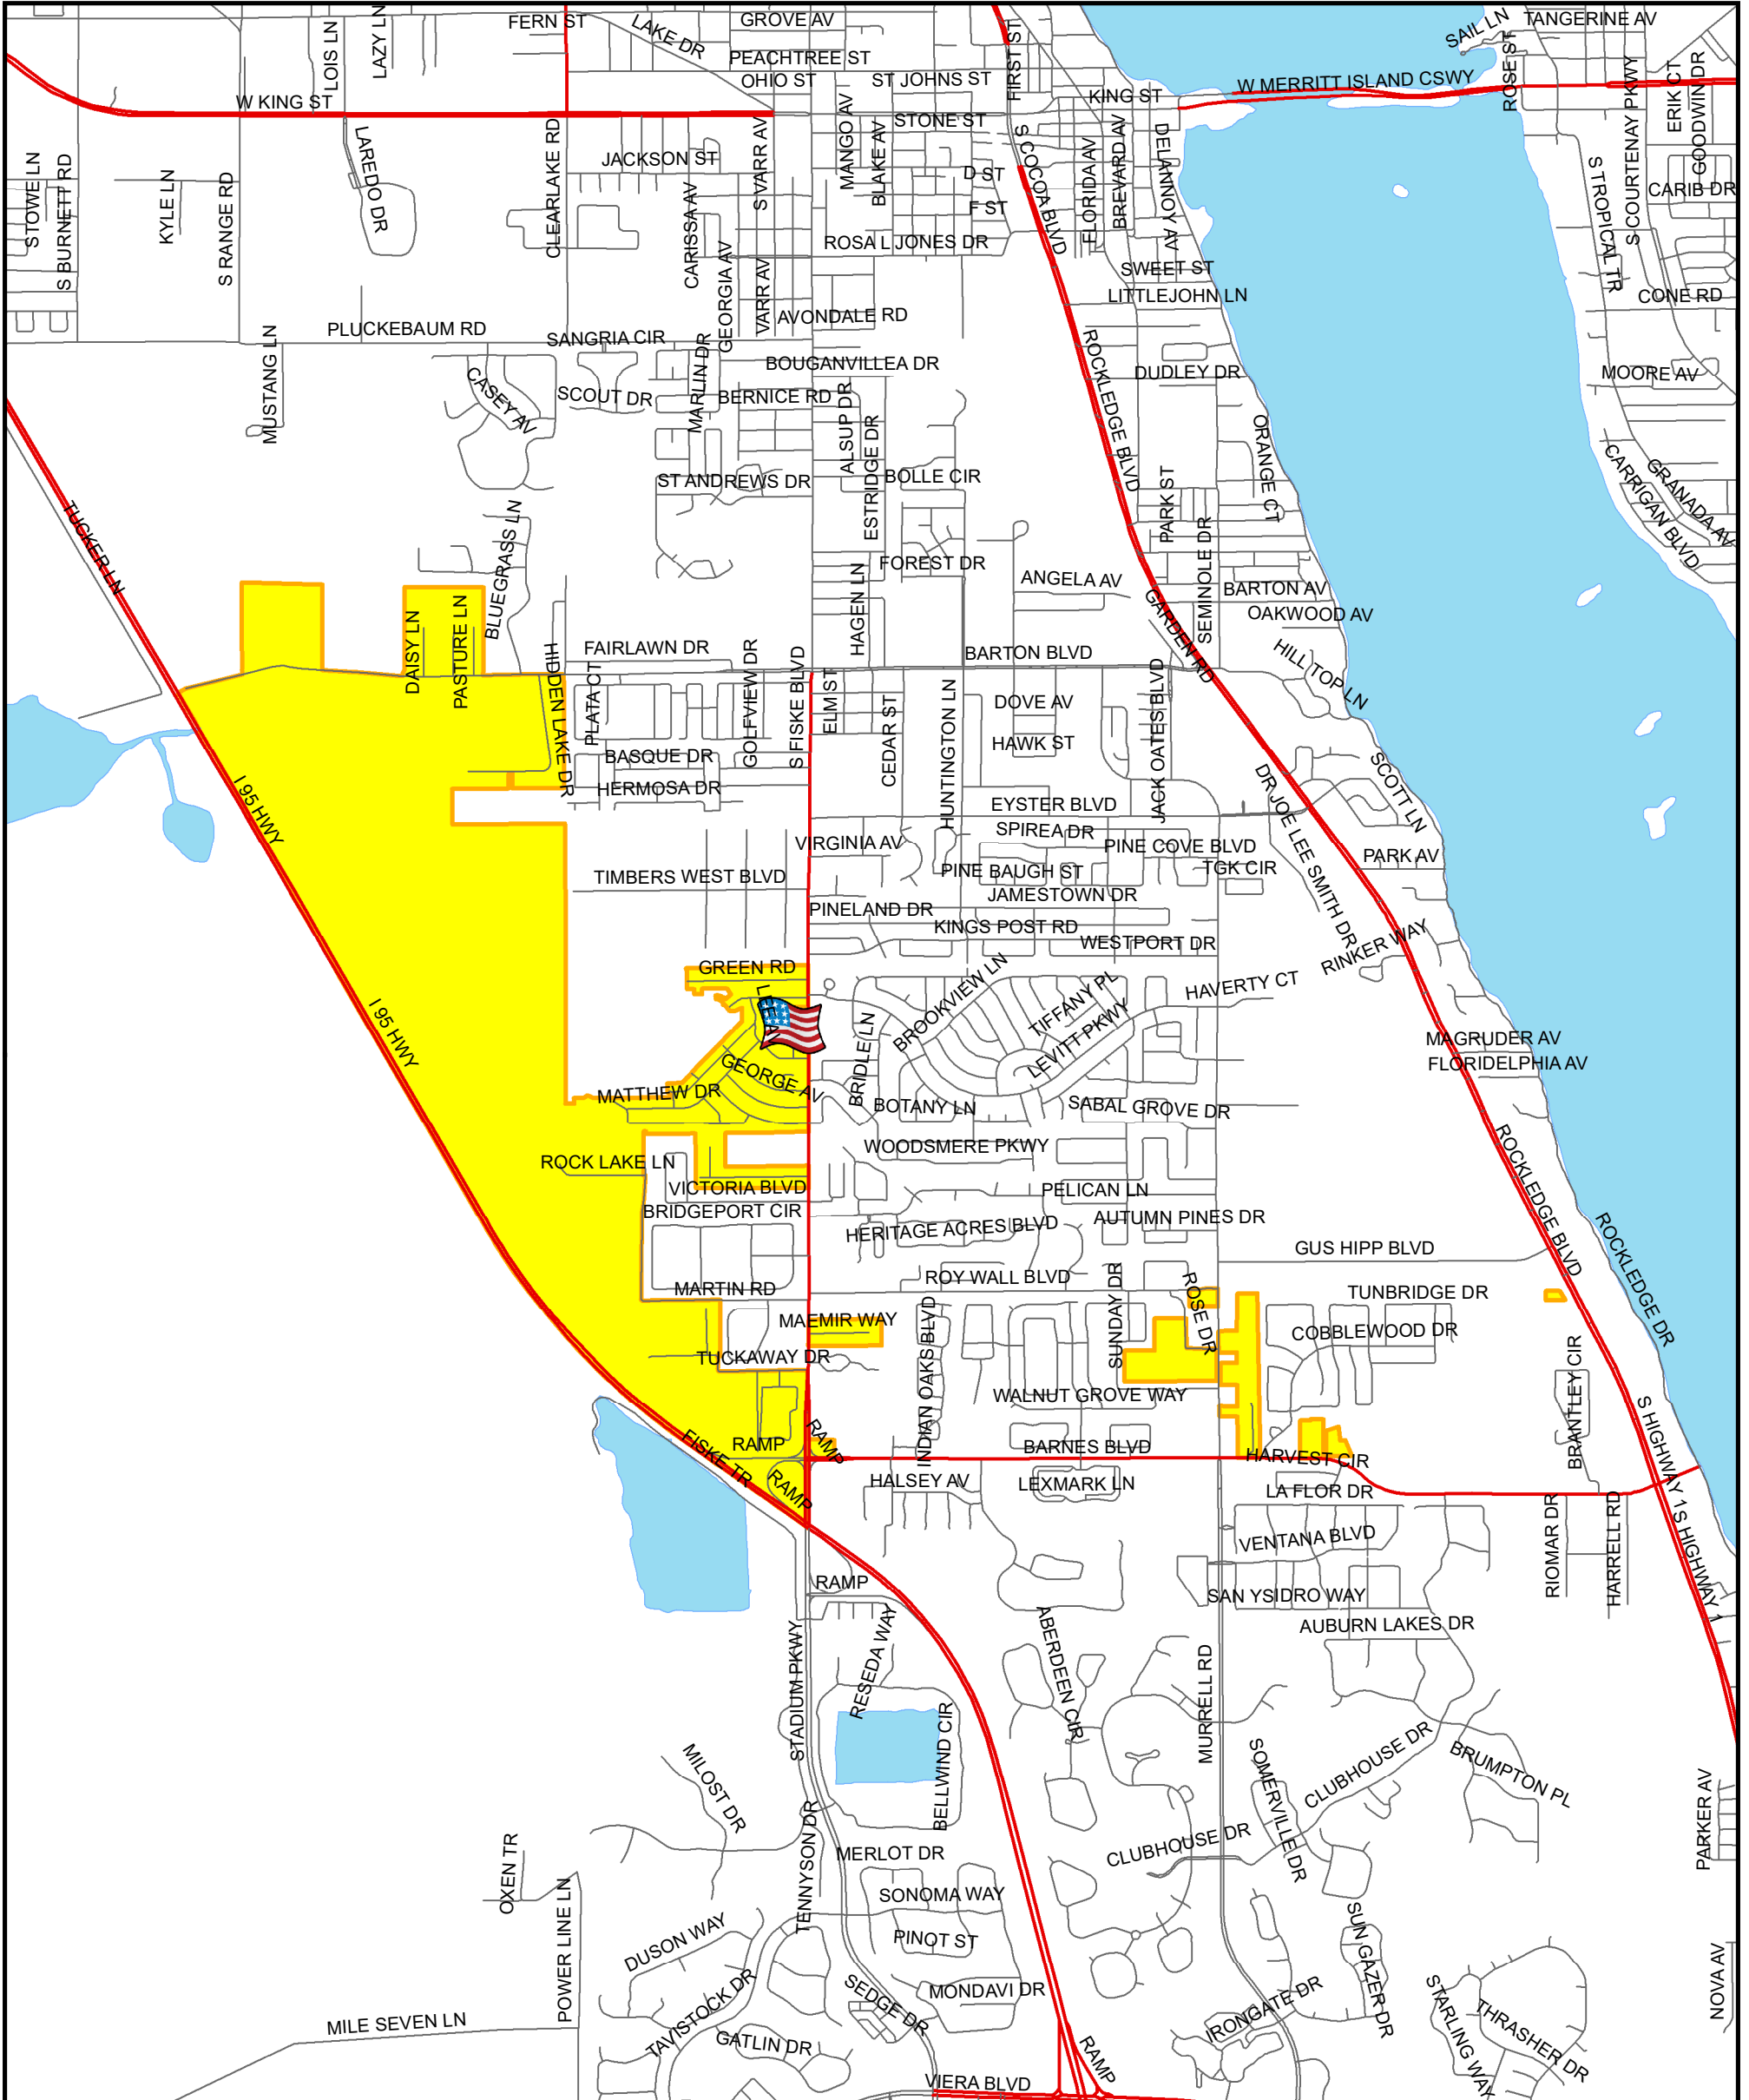 FERN ST
LAKE DR
GROVE AV
PEACHTREE ST
OHIO ST
ST JOHNS ST
FIRST ST
SAIL LN
TANGERINE AV
LOIS LN
LAZY LN
W KING ST
KING ST
W MERRITT ISLAND CSWY
ROSE ST
S COURTENAY PKWY
ERIK CT
GOODWIN DR
STONE ST
MANGO AV
BLAKE AV
S VARR AV
JACKSON ST
CLEARLAKE RD
LAREDO DR
STOWE LN
S BURNETT RD
KYLE LN
S RANGE RD
CARISSA AV
D ST
F ST
S COCOA BLVD
FLORIDA AV
BREVARD AV
DELANNOY AV
S TROPICAL TR
CARIB DR
ROSA L JONES DR
GEORGIA AV
VARR AV
SWEET ST
LITTLEJOHN LN
CONE RD
AVONDALE RD
PLUCKEBAUM RD
SANGRIA CIR
MUSTANG LN
MARLIN DR
BOUGANVILLEA DR
ROCKLEDGE BLVD
DUDLEY DR
MOORE AV
CASEY AV
SCOUT DR
BERNICE RD
ALSUP DR
ESTRIDGE DR
ORANGE CT
CARRIGAN BLVD
GRANADA AV
ST ANDREWS DR
BOLLE CIR
PARK ST
TUCKER LN
BLUEGRASS LN
SEMINOLE DR
FOREST DR
HAGEN LN
ANGELA AV
BARTON AV
OAKWOOD AV
GARDEN RD
DAISY LN
PASTURE LN
HIDDEN LAKE DR
FAIRLAWN DR
PLATA CT
GOLFVIEW DR
S FISKE BLVD
ELM ST
BARTON BLVD
HILL TOP LN
CEDAR ST
HUNTINGTON LN
DOVE AV
HAWK ST
JACK OATES BLVD
BASQUE DR
HERMOSA DR
SCOTT LN
I 95 HWY
EYSTER BLVD
DR JOE LEE SMITH DR
VIRGINIA AV
SPIREA DR
PINE COVE BLVD
PARK AV
TIMBERS WEST BLVD
PINE BAUGH ST
TGK CIR
JAMESTOWN DR
PINELAND DR
KINGS POST RD
WESTPORT DR
RINKER WAY
GREEN RD
LEE AV
BROOKVIEW LN
TIFFANY PL
HAVERTY CT
I 95 HWY
BRIDLE LN
LEVITT PKWY
MAGRUDER AV
FLORIDELPHIA AV
GEORGE AV
MATTHEW DR
BOTANY LN
SABAL GROVE DR
WOODSMERE PKWY
ROCKLEDGE BLVD
ROCK LAKE LN
VICTORIA BLVD
PELICAN LN
BRIDGEPORT CIR
HERITAGE ACRES BLVD
AUTUMN PINES DR
ROCKLEDGE DR
GUS HIPP BLVD
MARTIN RD
ROY WALL BLVD
SUNDAY DR
ROSE DR
TUNBRIDGE DR
MAEMIR WAY
INDIAN OAKS BLVD
COBBLEWOOD DR
TUCKAWAY DR
BRANTLEY CIR
WALNUT GROVE WAY
S HIGHWAY 1
FISKE TR
RAMP
RAMP
BARNES BLVD
HARVEST CIR
RAMP
HALSEY AV
LEXMARK LN
LA FLOR DR
S HIGHWAY 1
VENTANA BLVD
RIOMAR DR
HARRELL RD
RAMP
SAN YSIDRO WAY
AUBURN LAKES DR
STADIUM PKWY
RESEDA WAY
ABERDEEN CIR
MURRELL RD
BELLWIND CIR
MILOST DR
SOMERVILLE DR
CLUBHOUSE DR
BRUMPTON PL
PARKER AV
TENNYSON DR
MERLOT DR
CLUBHOUSE DR
OXEN TR
POWER LINE LN
SONOMA WAY
DUSON WAY
PINOT ST
SUN GAZER DR
TAVISTOCK DR
SEDGE DR
MONDAVI DR
IRONGATE DR
STARLING WAY
THRASHER DR
NOVA AV
MILE SEVEN LN
GATLIN DR
RAMP
VIERA BLVD